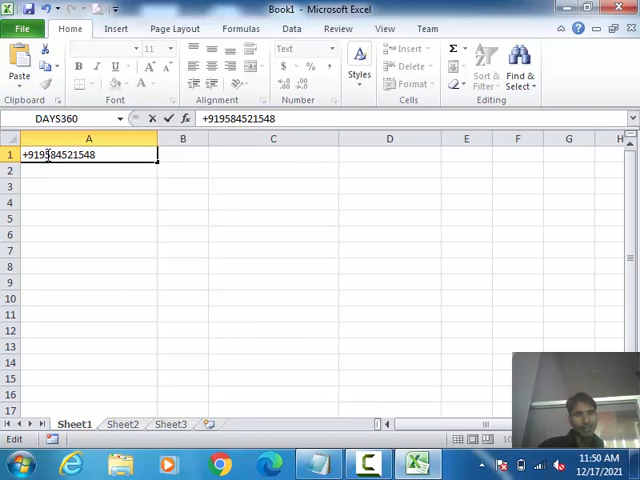 Book1 - Microsoft Excel
File Home Insert Page Layout Formulas Data Review View Team
11 Text Insert
Paste Styles Delete Sort & Filter Find & Select
Format
Clipboard Font Alignment Number Cells Editing
DAYS360 fx +919584521548
A B C D E F G H
1 +919584521548
2
3
4
5
6
7
8
9
10
11
12
13
14
15
16
17
Sheet1 Sheet2 Sheet3
Edit 10
11:50 AM
12/17/2021